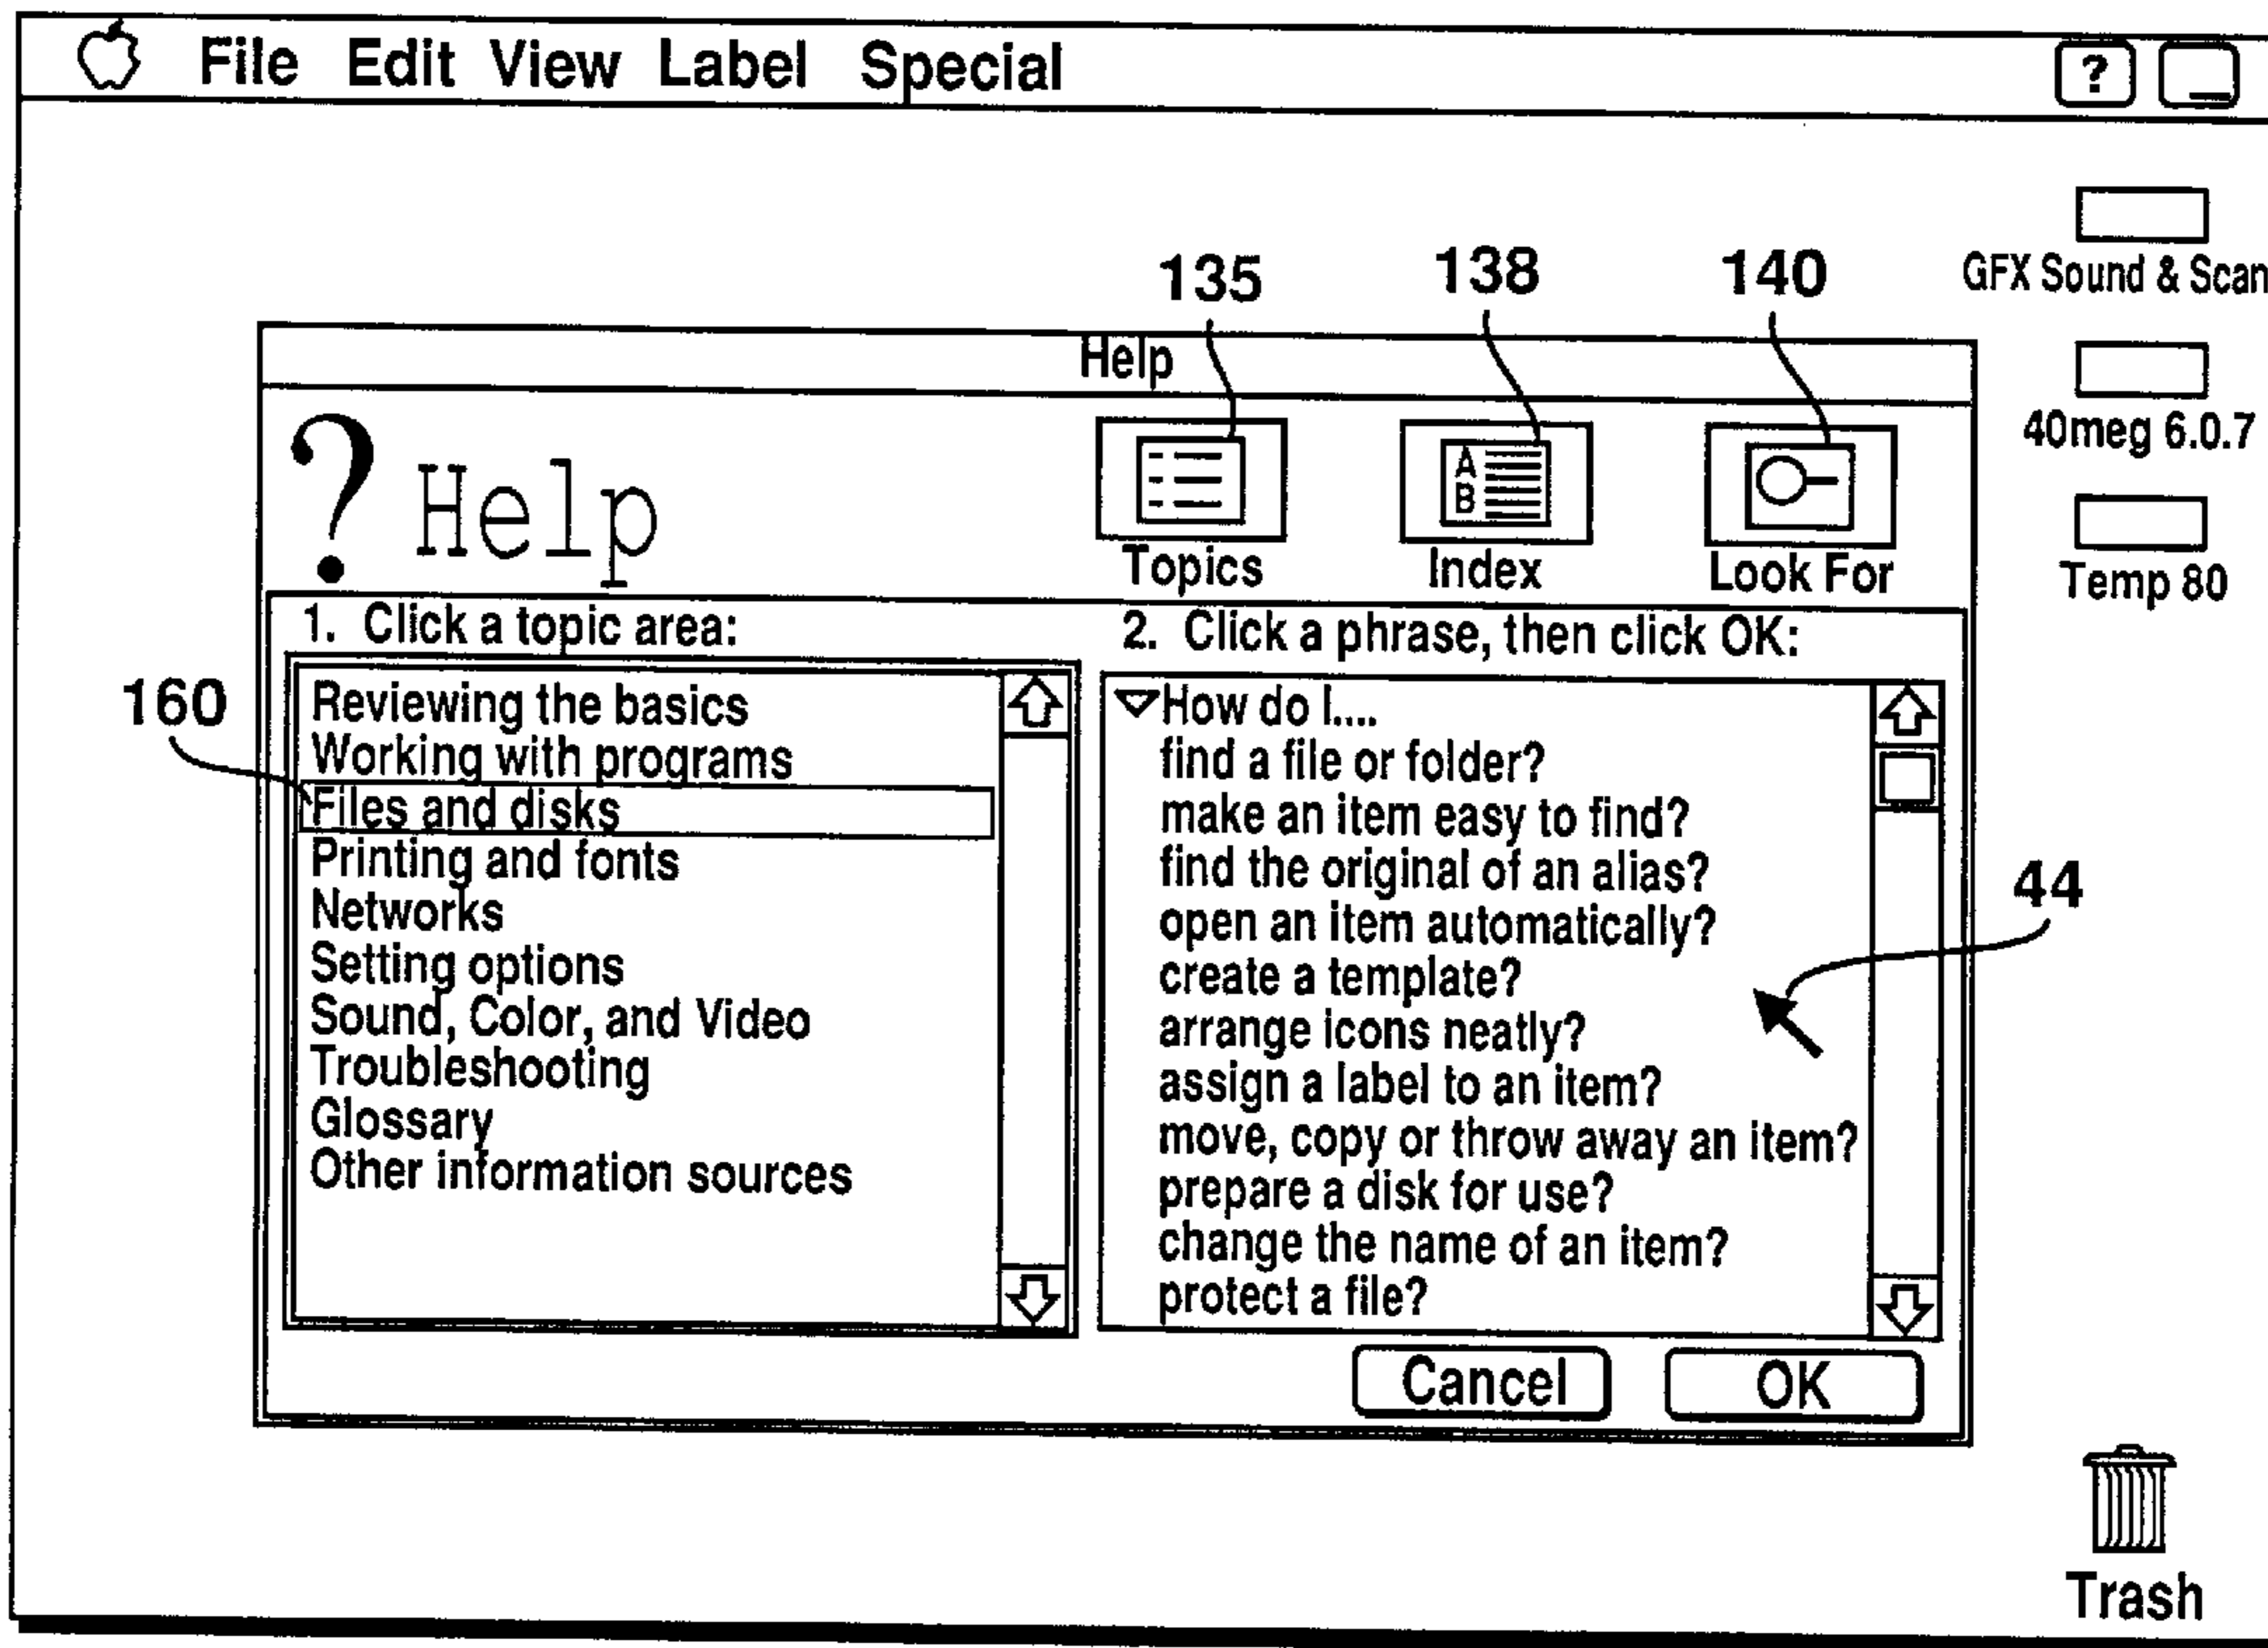 File Edit View Label Special ?
GFX Sound & Scan
135 138 140
Help
40meg 6.0.7
? Help
A
B
Topics Index Look For
Temp 80
1. Click a topic area:
2. Click a phrase, then click OK:
160
Reviewing the basics
Working with programs
Files and disks
Printing and fonts
Networks
Setting options
Sound, Color, and Video
Troubleshooting
Glossary
Other information sources
How do I....
find a file or folder?
make an item easy to find?
find the original of an alias?
open an item automatically?
create a template?
arrange icons neatly?
assign a label to an item?
move, copy or throw away an item?
prepare a disk for use?
change the name of an item?
protect a file?
44
Cancel OK
Trash